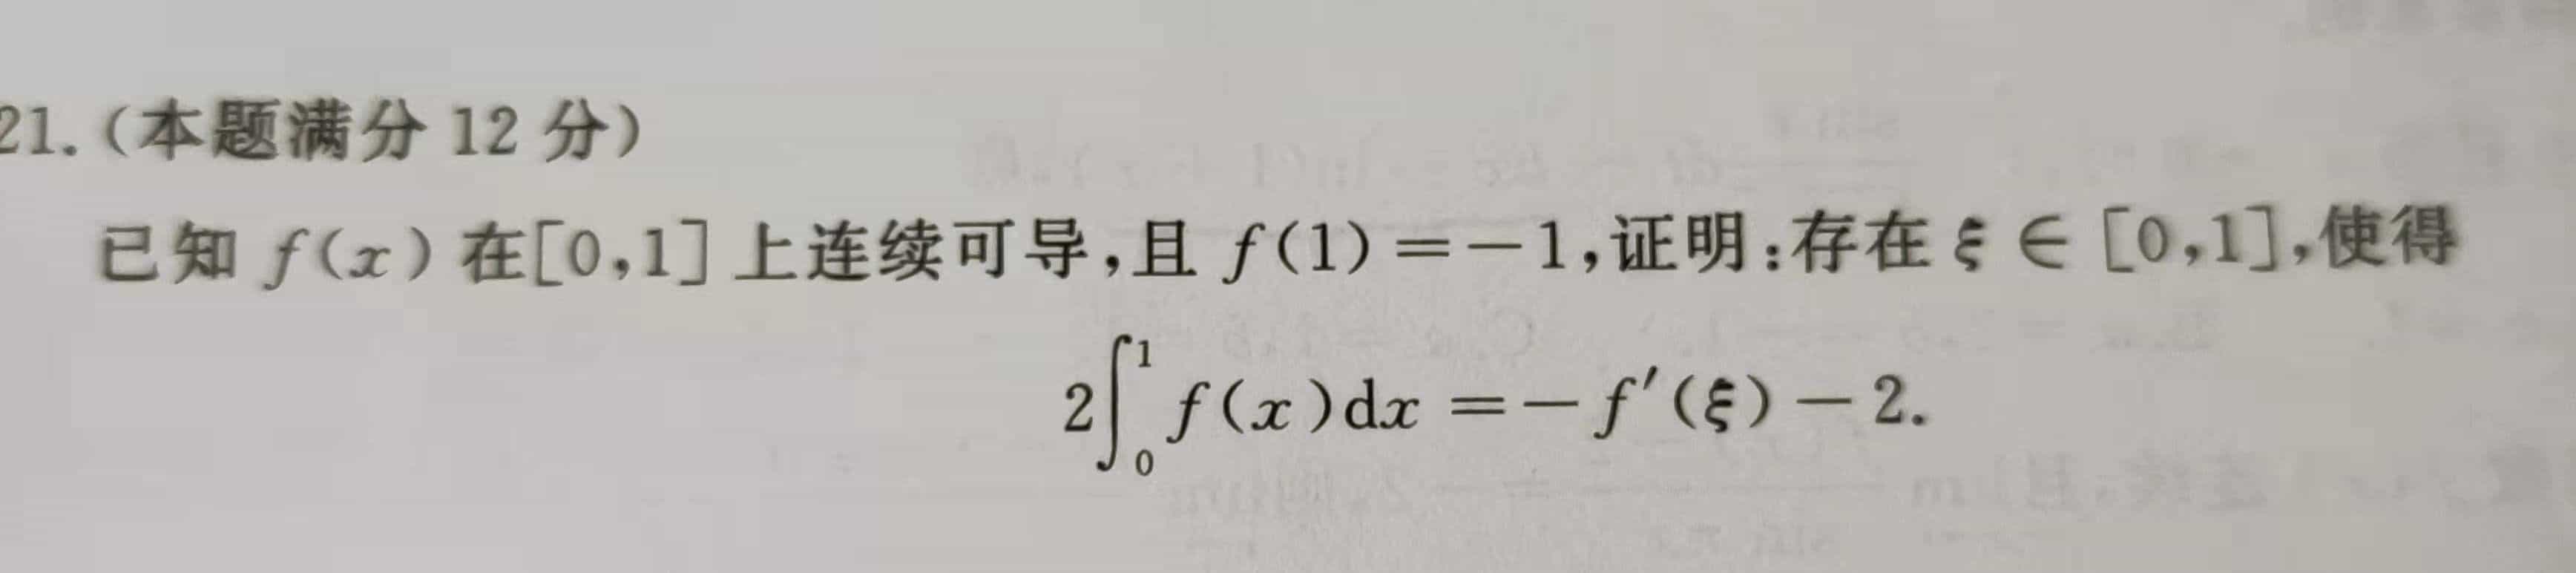 21.(本题满分 12 分)
已知 f(x) 在[0,1]上连续可导,且 f(1)=-1,证明:存在 ξ ∈ [0,1],使得
2∫₀¹ f(x)dx = -f′(ξ)-2.